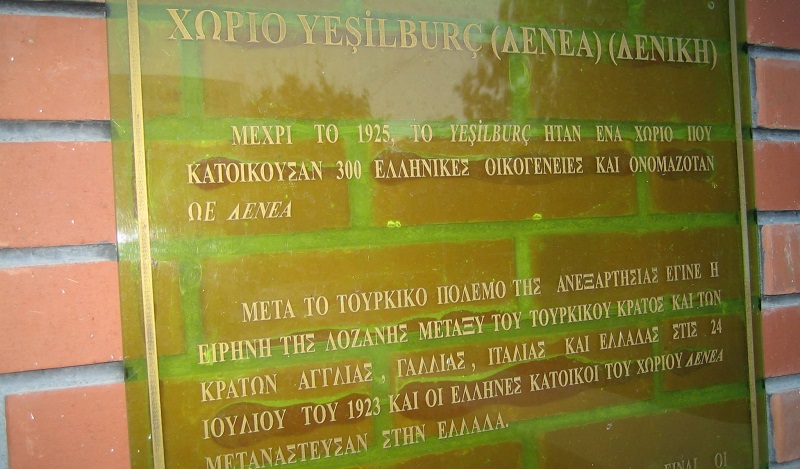 ΧΩΡΙΟ YEŞİLBURÇ (ΔΕΝΕΑ) (ΔΕΝΙΚΗ)
ΜΕΧΡΙ ΤΟ 1925, ΤΟ YEŞİLBURÇ ΗΤΑΝ ΕΝΑ ΧΩΡΙΟ ΠΟΥ
ΚΑΤΟΙΚΟΥΣΑΝ 300 ΕΛΛΗΝΙΚΕΣ ΟΙΚΟΓΕΝΕΙΕΣ ΚΑΙ ΟΝΟΜΑΖΟΤΑΝ
ΩΕ ΔΕΝΕΑ
ΜΕΤΑ ΤΟ ΤΟΥΡΚΙΚΟ ΠΟΛΕΜΟ ΤΗΣ ΑΝΕΞΑΡΤΗΣΙΑΣ ΕΓΙΝΕ Η
ΕΙΡΗΝΗ ΤΗΣ ΛΟΖΑΝΗΣ ΜΕΤΑΞΥ ΤΟΥ ΤΟΥΡΚΙΚΟΥ ΚΡΑΤΟΣ ΚΑΙ ΤΩΝ
ΚΡΑΤΩΝ ΑΓΓΛΙΑΣ, ΓΑΛΛΙΑΣ, ΙΤΑΛΙΑΣ ΚΑΙ ΕΛΛΑΔΑΣ ΣΤΙΣ 24
ΙΟΥΛΙΟΥ ΤΟΥ 1923 ΚΑΙ ΟΙ ΕΛΛΗΝΕΣ ΚΑΤΟΙΚΟΙ ΤΟΥ ΧΩΡΙΟΥ ΔΕΝΕΑ
ΜΕΤΑΝΑΣΤΕΥΣΑΝ ΣΤΗΝ ΕΛΛΑΔΑ.
ΕΙΝΑΙ ΟΙ